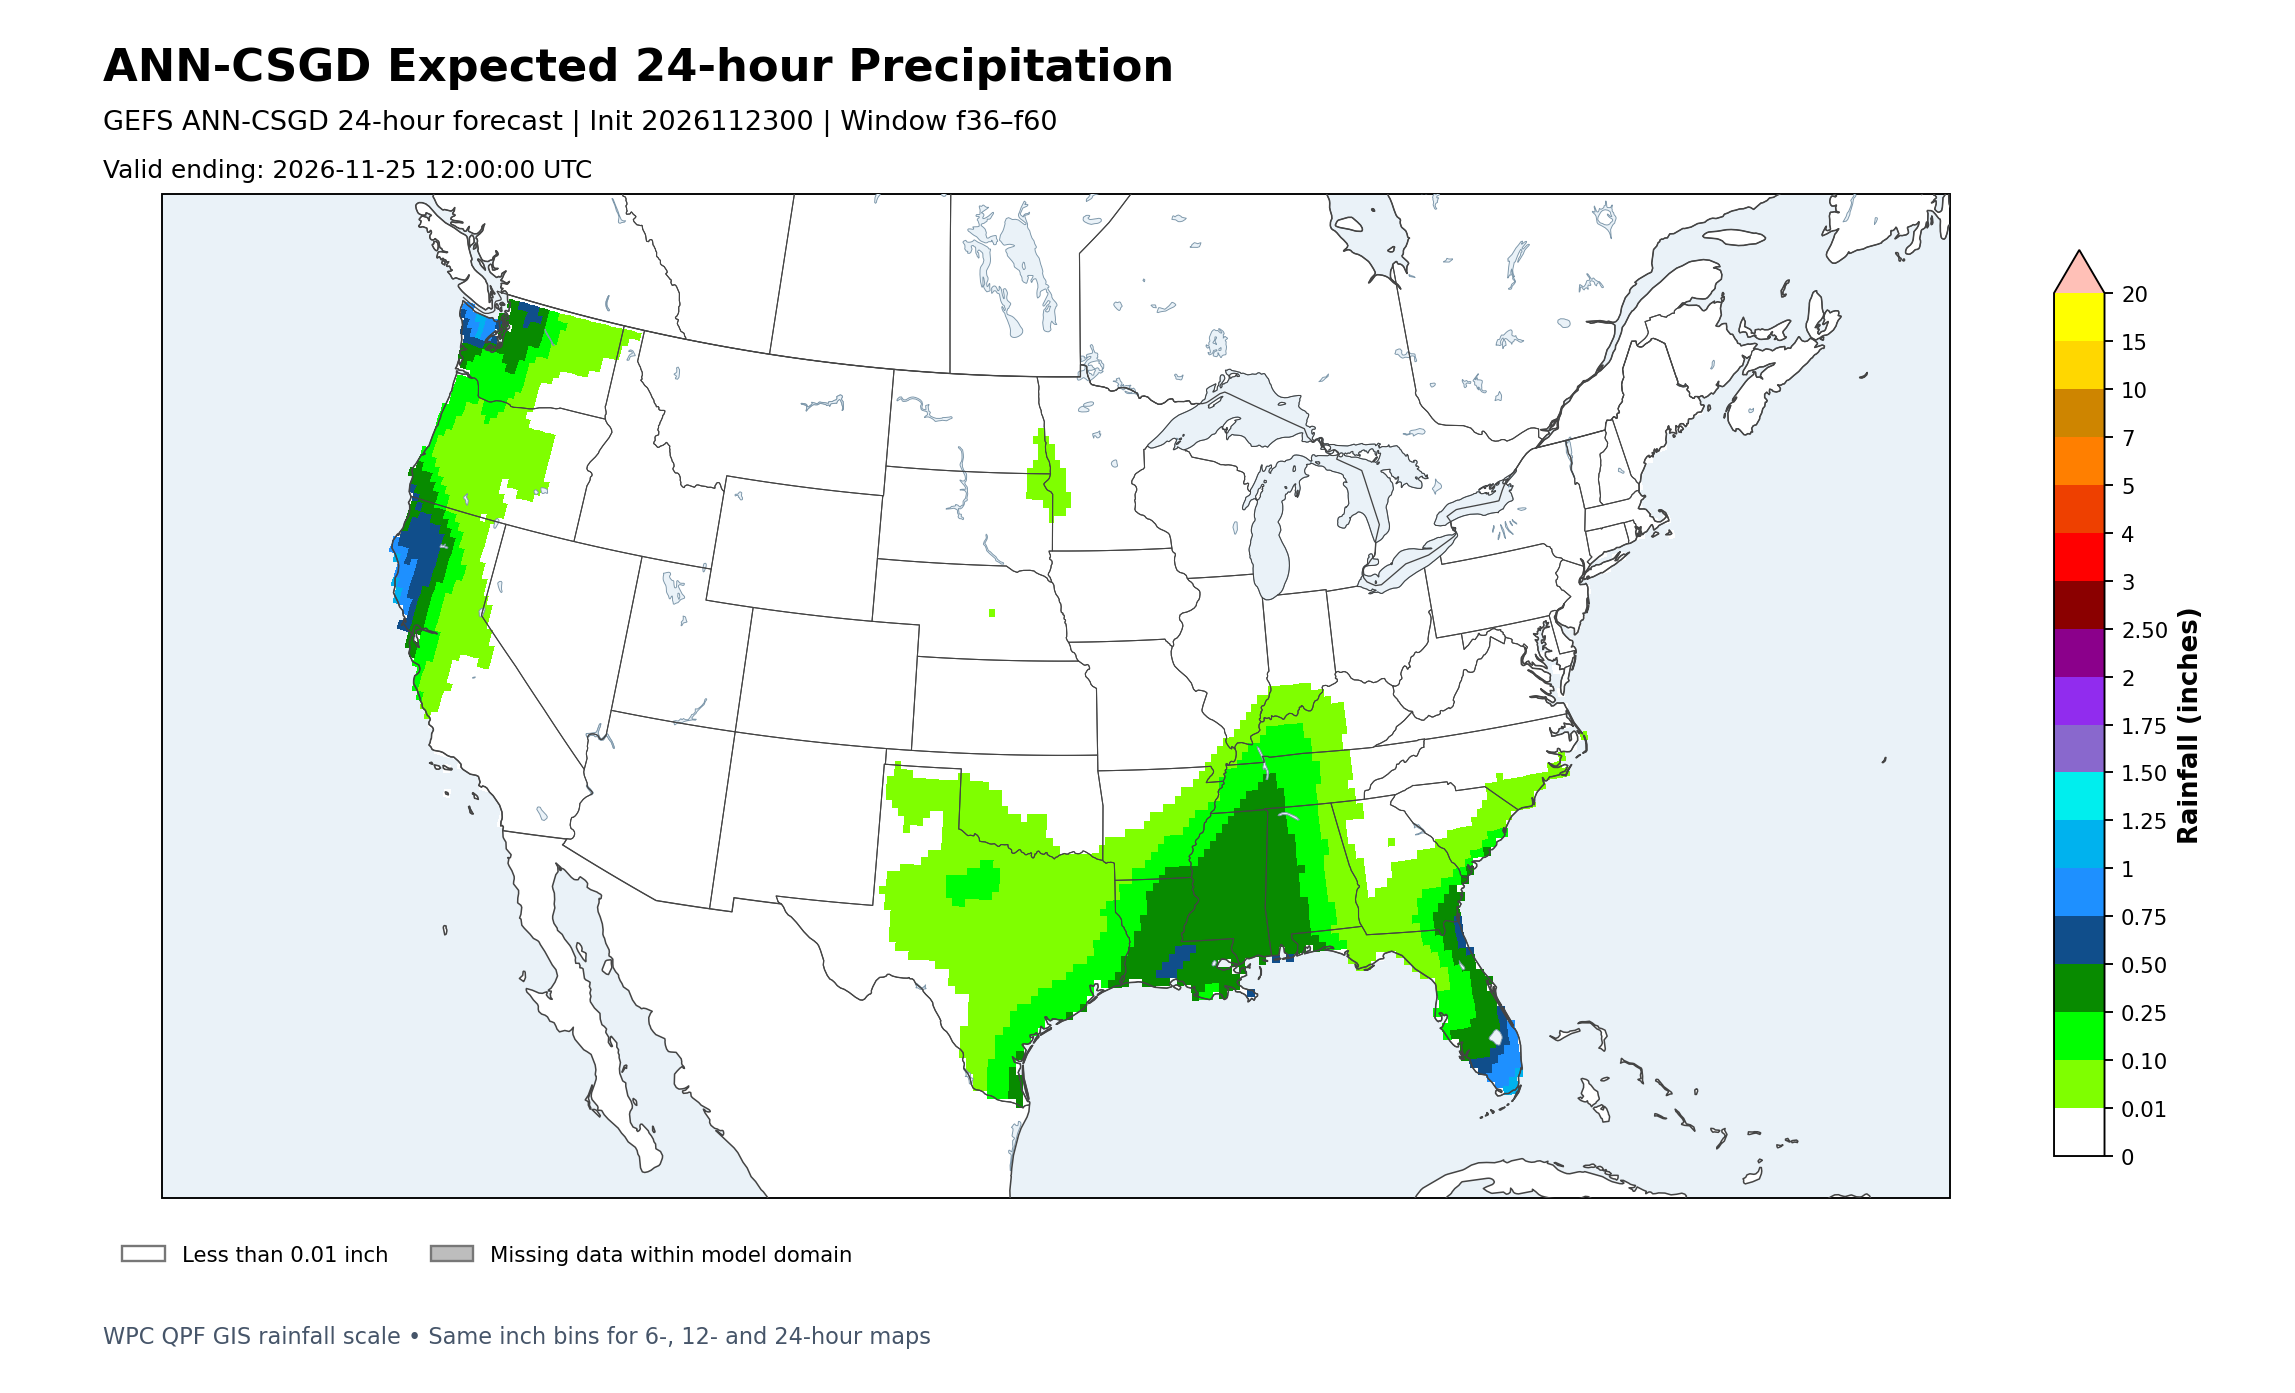 ANN-CSGD Expected 24-hour Precipitation
GEFS ANN-CSGD 24-hour forecast | Init 2026112300 | Window f36–f60
Valid ending: 2026-11-25 12:00:00 UTC
20
15
10
7
5
4
3
2.50
2
1.75
1.50
1.25
1
0.75
0.50
0.25
0.10
0.01
0
Rainfall (inches)
Less than 0.01 inch
Missing data within model domain
WPC QPF GIS rainfall scale • Same inch bins for 6-, 12- and 24-hour maps